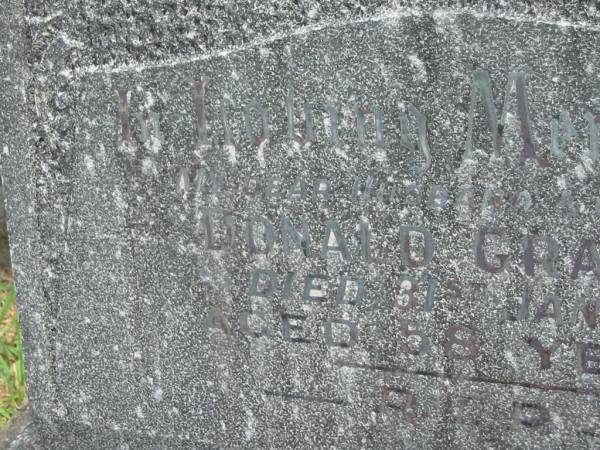 In Loving Mem
MY DEAR HUSBAND &
DONALD GRA
DIED 31ST JAN
AGED 58 YE
R. I. P.